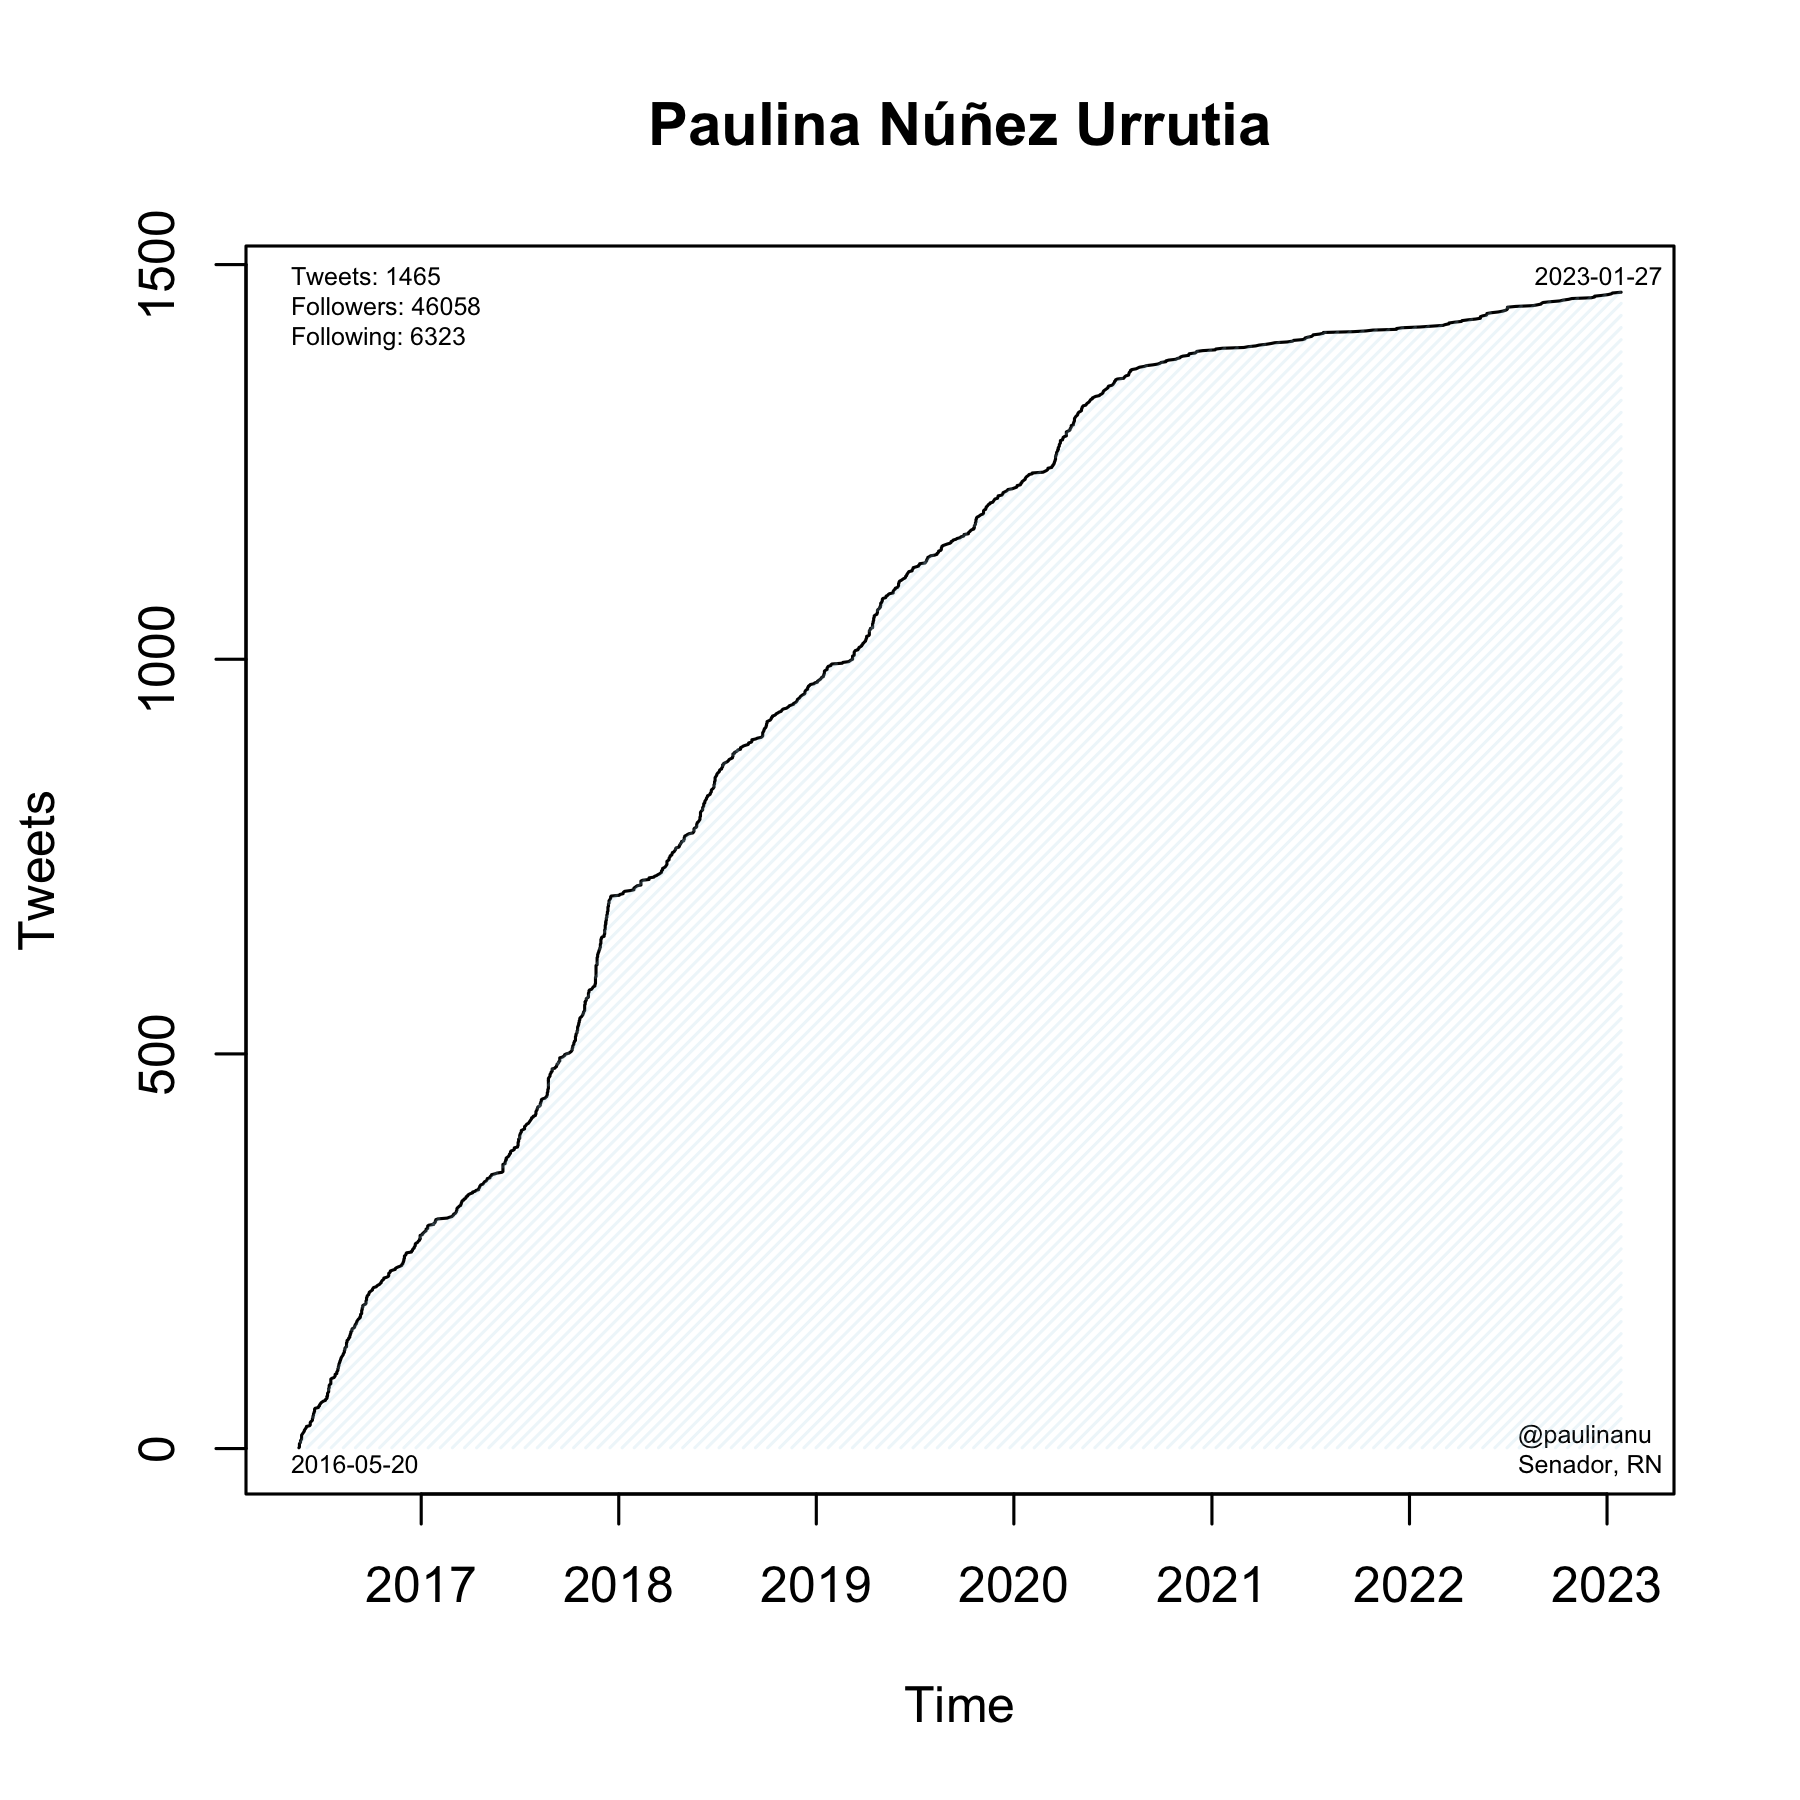 Paulina Núñez Urrutia
Tweets: 1465
Followers: 46058
Following: 6323
2023-01-27
1500
1000
500
0
Tweets
2016-05-20
@paulinanu
Senador, RN
2017 2018 2019 2020 2021 2022 2023
Time